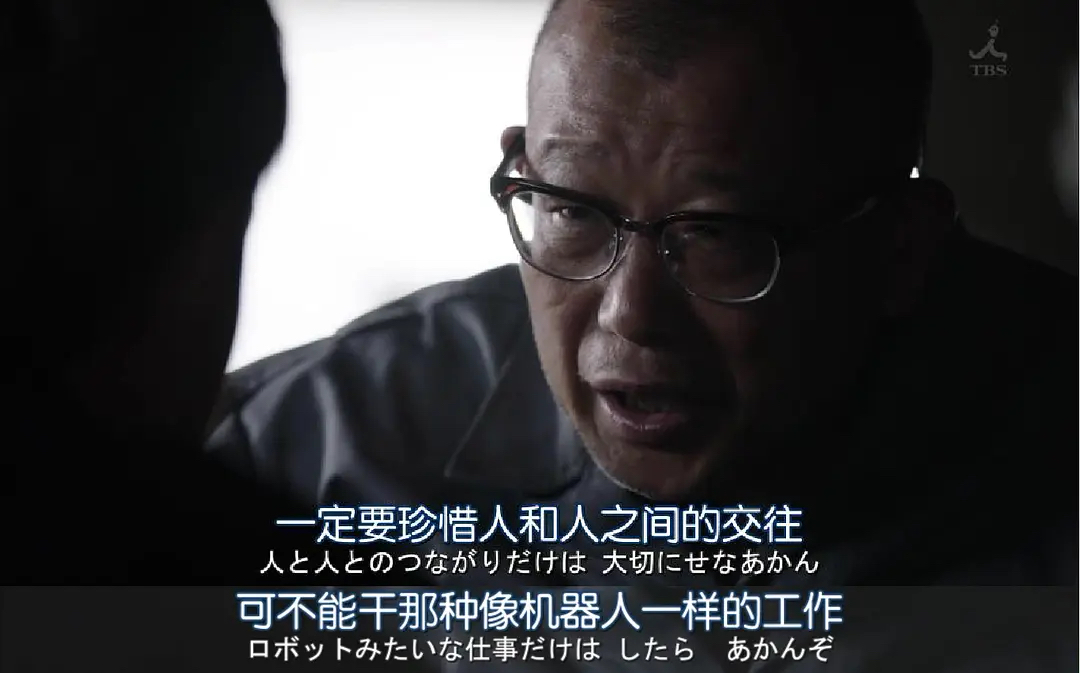 TBS
一定要珍惜人和人之间的交往
人と人とのつながりだけは 大切にせなあかん
可不能干那种像机器人一样的工作
ロボットみたいな仕事だけは したら　あかんぞ